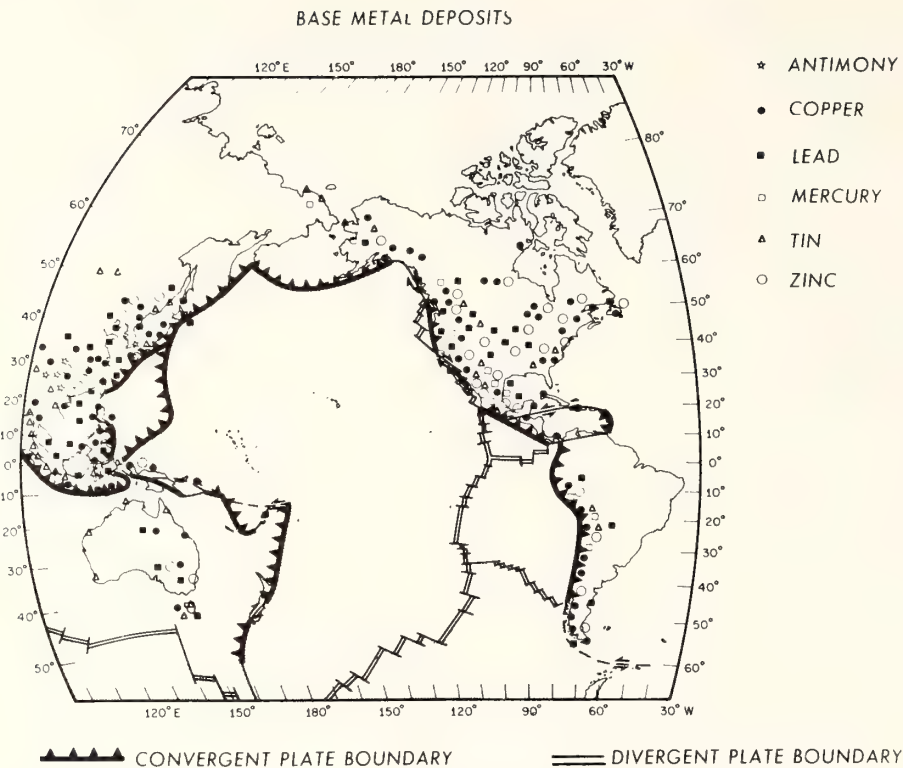 BASE METAL DEPOSITS
120° E 150° 180° 150° 120° 90° 60° 30° W
ANTIMONY
COPPER
LEAD
MERCURY
TIN
ZINC
70°
60°
50°
40°
30°
20°
10°
0°
10°
20°
30°
40°
50°
80°
70°
60°
50°
40°
30°
20°
10°
0°
10°
20°
30°
40°
50°
60°
120° E 150° 180° 150° 120° 90° 60° 30° W
CONVERGENT PLATE BOUNDARY
DIVERGENT PLATE BOUNDARY